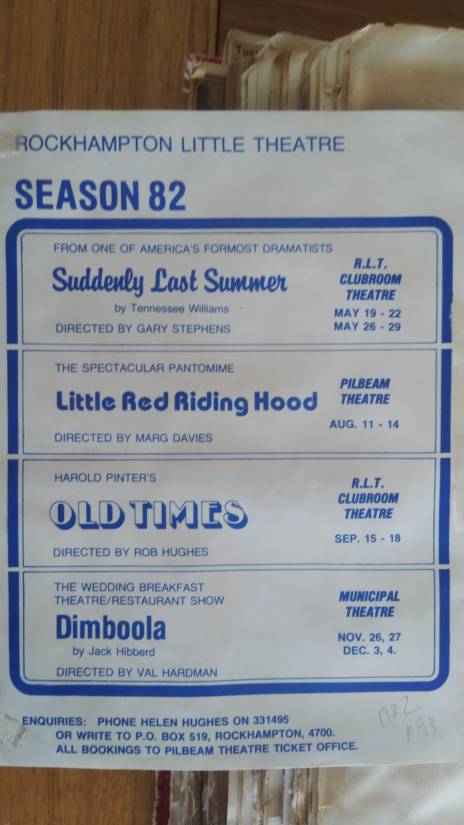 Tues
ROCKHAMPTON LITTLE THEATRE
SEASON 82
FROM ONE OF AMERICA'S FORMOST DRAMATISTS
Suddenly Last Summer
by Tennessee Williams
DIRECTED BY GARY STEPHENS
R.L.T.
CLUBROOM
THEATRE
MAY 19 - 22
MAY 26 - 29
THE SPECTACULAR PANTOMIME
Little Red Riding Hood
DIRECTED BY MARG DAVIES
PILBEAM
THEATRE
AUG. 11 - 14
HAROLD PINTER'S
OLD TIMES
DIRECTED BY ROB HUGHES
R.L.T.
CLUBROOM
THEATRE
SEP. 15 - 18
THE WEDDING BREAKFAST
THEATRE/RESTAURANT SHOW
Dimboola
by Jack Hibberd
DIRECTED BY VAL HARDMAN
MUNICIPAL
THEATRE
NOV. 26, 27
DEC. 3, 4.
ENQUIRIES: PHONE HELEN HUGHES ON 331495
OR WRITE TO P.O. BOX 519, ROCKHAMPTON, 4700.
ALL BOOKINGS TO PILBEAM THEATRE TICKET OFFICE.
1982
p93